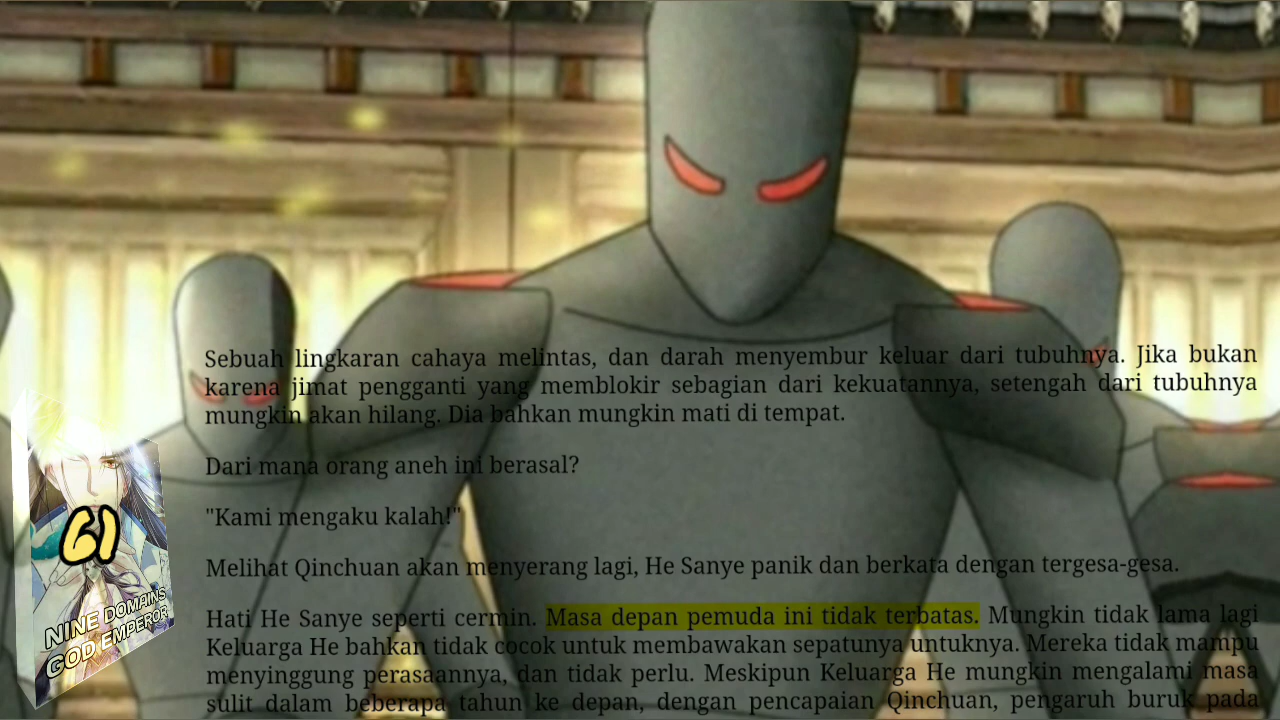 Sebuah lingkaran cahaya melintas, dan darah menyembur keluar dari tubuhnya. Jika bukan
karena jimat pengganti yang memblokir sebagian dari kekuatannya, setengah dari tubuhnya
mungkin akan hilang. Dia bahkan mungkin mati di tempat.
Dari mana orang aneh ini berasal?
"Kami mengaku kalah!"
Melihat Qinchuan akan menyerang lagi, He Sanye panik dan berkata dengan tergesa-gesa.
Hati He Sanye seperti cermin. Masa depan pemuda ini tidak terbatas. Mungkin tidak lama lagi
Keluarga He bahkan tidak cocok untuk membawakan sepatunya untuknya. Mereka tidak mampu
menyinggung perasaannya, dan tidak perlu. Meskipun Keluarga He mungkin mengalami masa
sulit dalam beberapa tahun ke depan, dengan pencapaian Qinchuan, pengaruh buruk pada
61
NINE DOMAINS
GOD EMPEROR